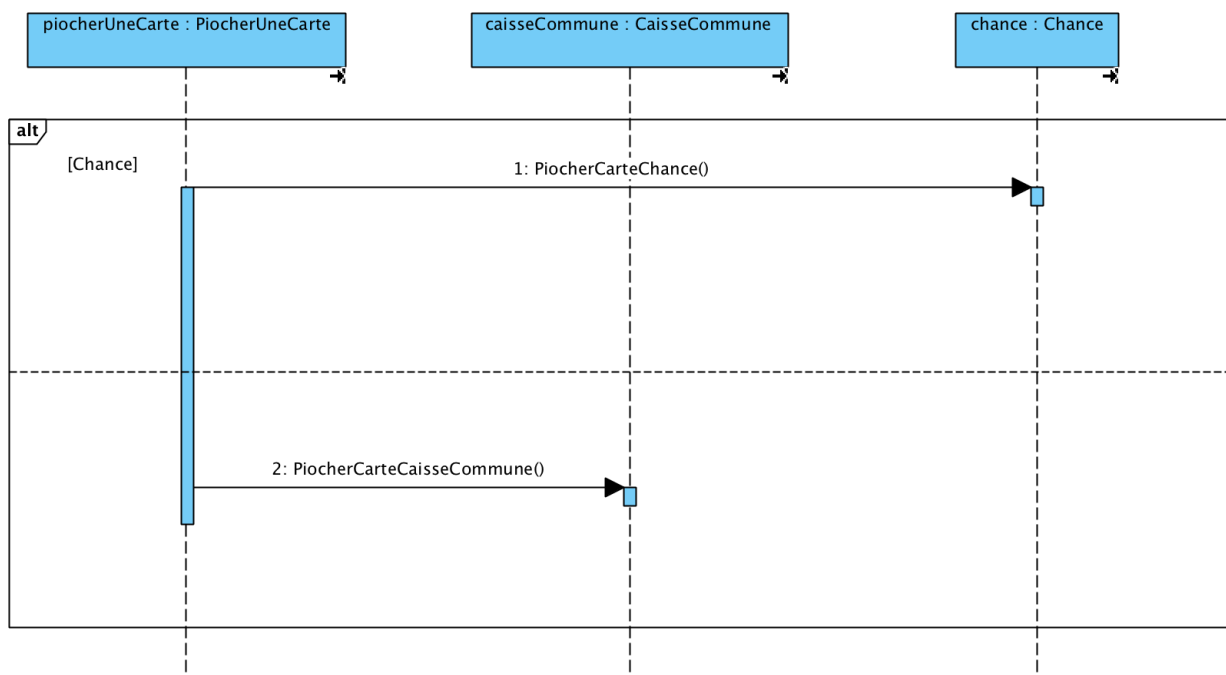 piocherUneCarte : PiocherUneCarte
caisseCommune : CaisseCommune
chance : Chance
alt
[Chance]
1: PiocherCarteChance()
2: PiocherCarteCaisseCommune()